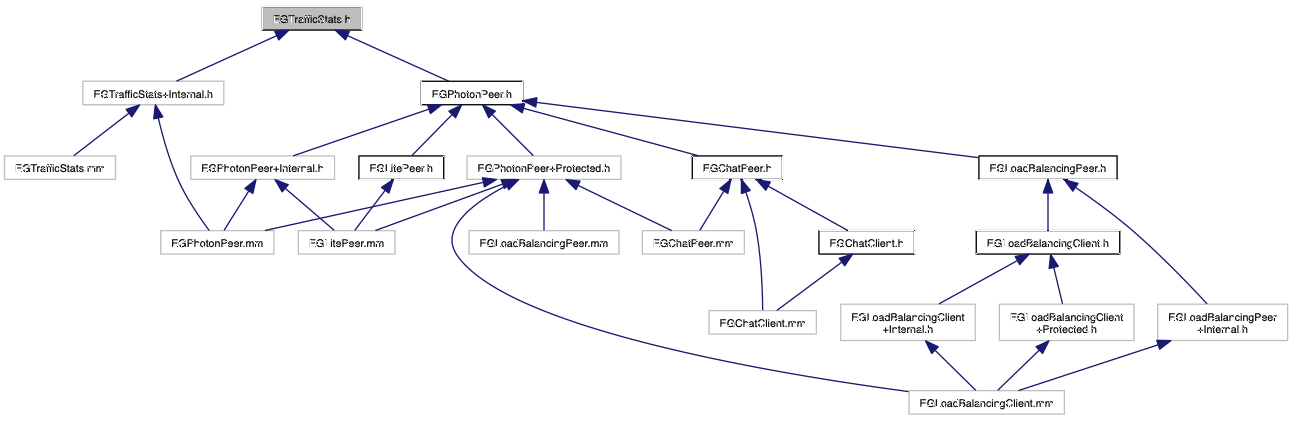 EGTrafficStats.h
EGTrafficStats+Internal.h
EGPhotonPeer.h
EGTrafficStats.mm
EGPhotonPeer+Internal.h
EGLitePeer.h
EGPhotonPeer+Protected.h
EGChatPeer.h
EGLoadBalancingPeer.h
EGPhotonPeer.mm
EGLitePeer.mm
EGLoadBalancingPeer.mm
EGChatPeer.mm
EGChatClient.h
EGLoadBalancingClient.h
EGChatClient.mm
EGLoadBalancingClient
+Internal.h
EGLoadBalancingClient
+Protected.h
EGLoadBalancingPeer
+Internal.h
EGLoadBalancingClient.mm